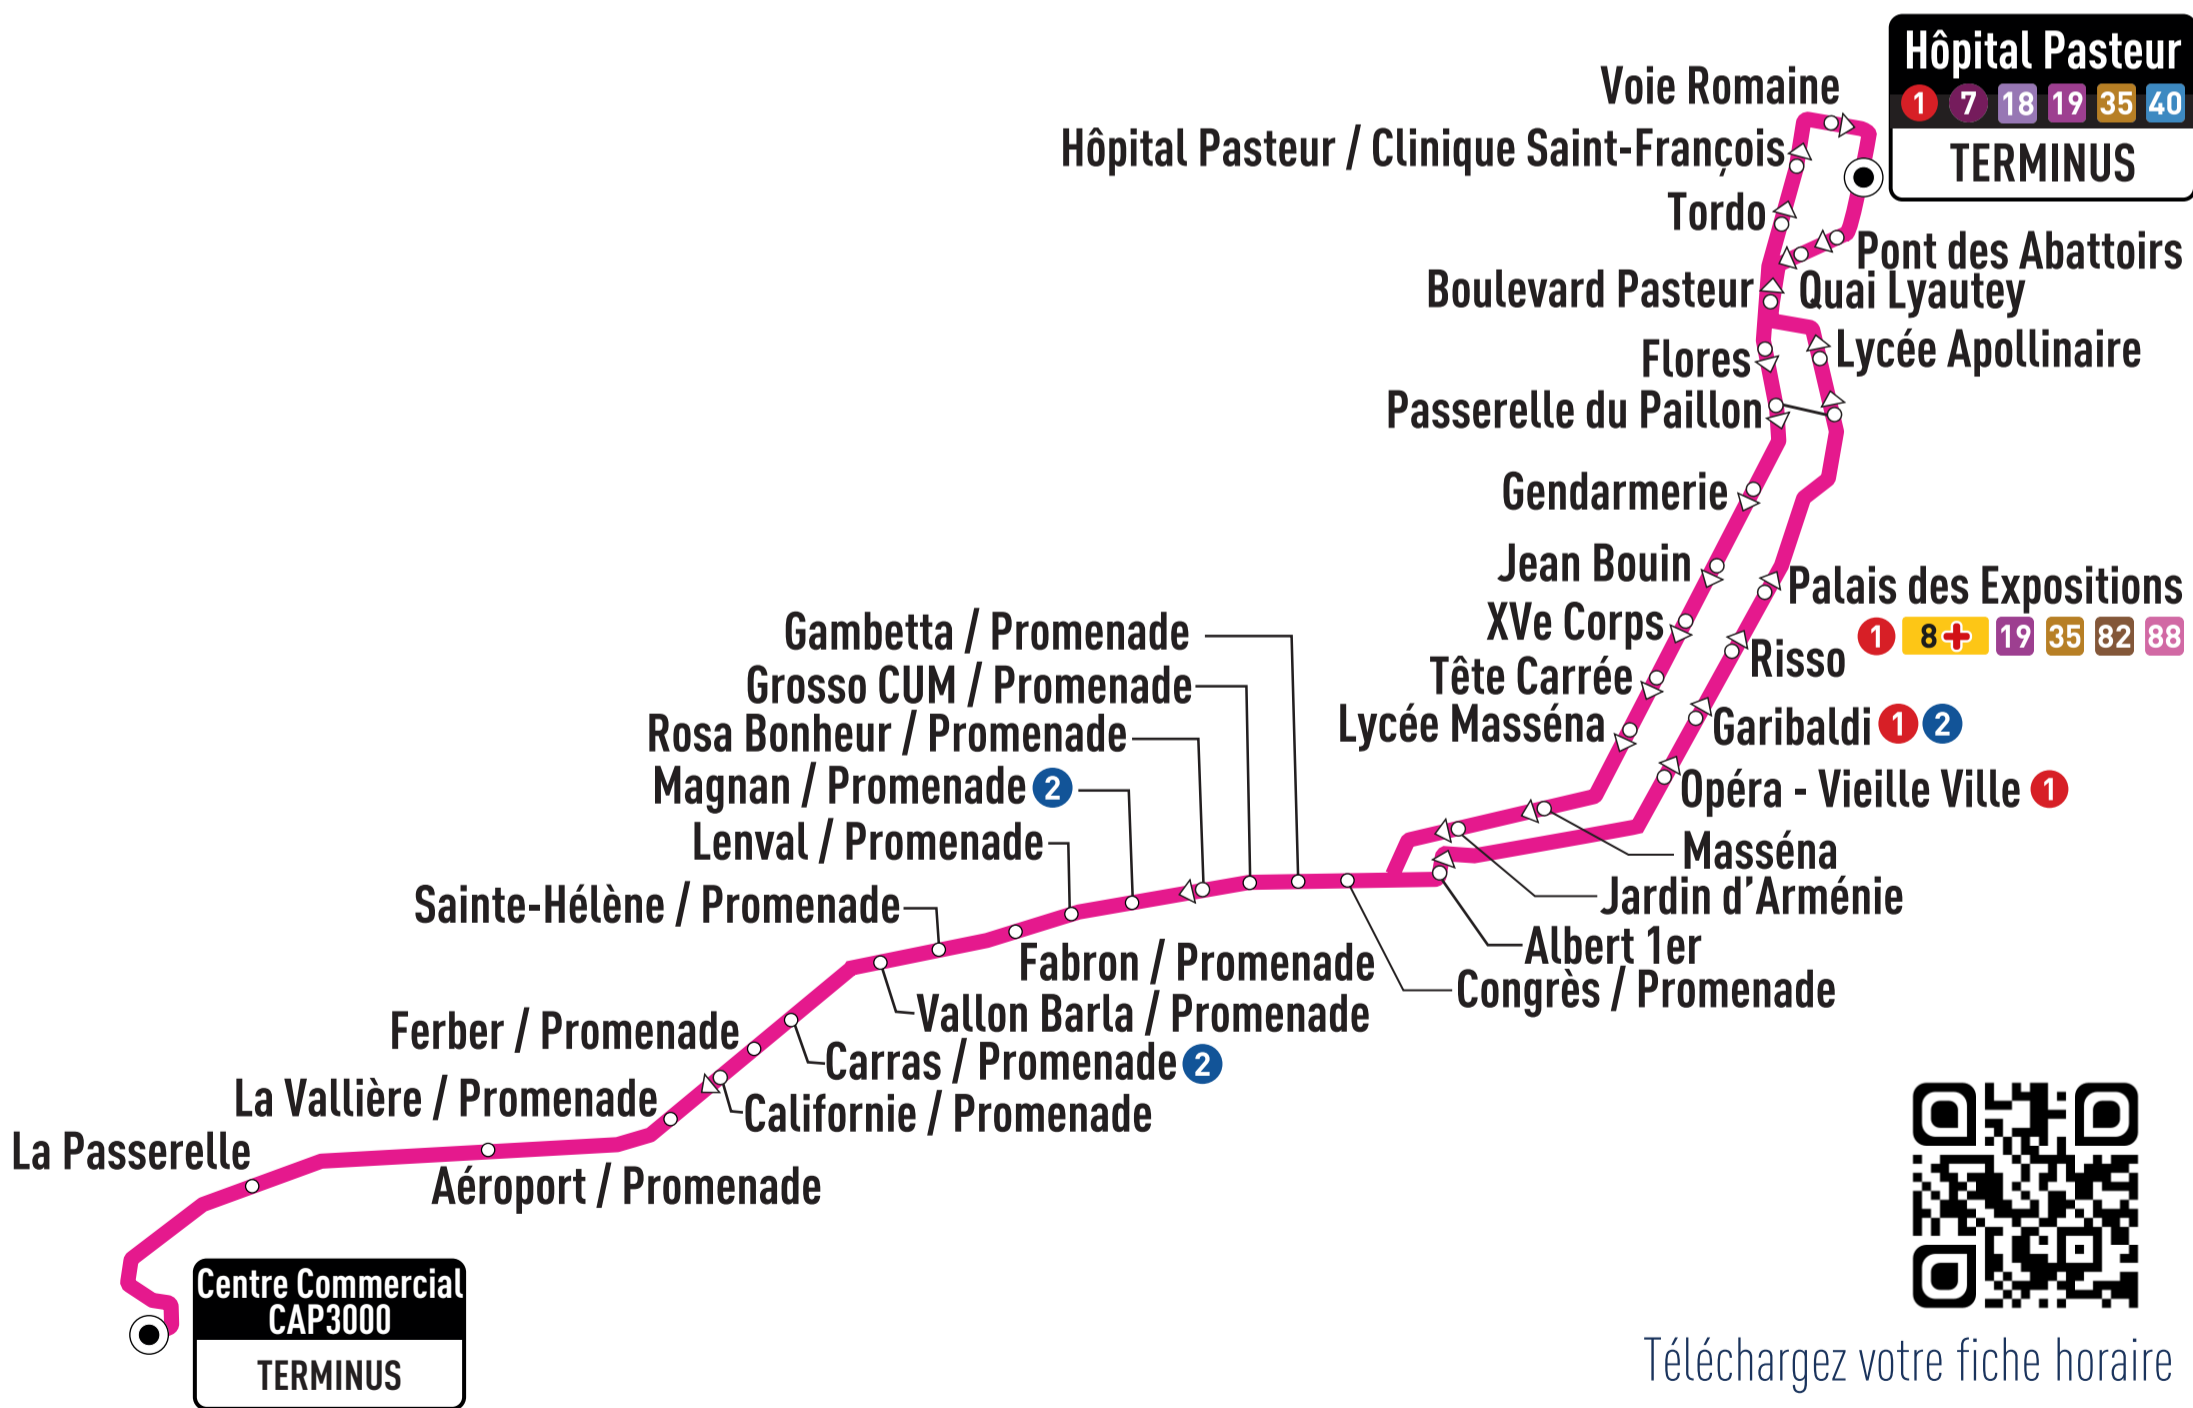 Hôpital Pasteur
1 7 18 19 35 40
TERMINUS
Voie Romaine
Hôpital Pasteur / Clinique Saint-François
Tordo
Pont des Abattoirs
Boulevard Pasteur
Quai Lyautey
Flores
Lycée Apollinaire
Passerelle du Paillon
Gendarmerie
Jean Bouin
Palais des Expositions
1 8+ 19 35 82 88
XVe Corps
Risso
Tête Carrée
Lycée Masséna
Garibaldi 1 2
Opéra - Vieille Ville 1
Gambetta / Promenade
Grosso CUM / Promenade
Rosa Bonheur / Promenade
Magnan / Promenade 2
Lenval / Promenade
Masséna
Jardin d'Arménie
Albert 1er
Congrès / Promenade
Sainte-Hélène / Promenade
Fabron / Promenade
Vallon Barla / Promenade
Ferber / Promenade
Carras / Promenade 2
La Vallière / Promenade
Californie / Promenade
La Passerelle
Aéroport / Promenade
Centre Commercial
CAP3000
TERMINUS
Téléchargez votre fiche horaire